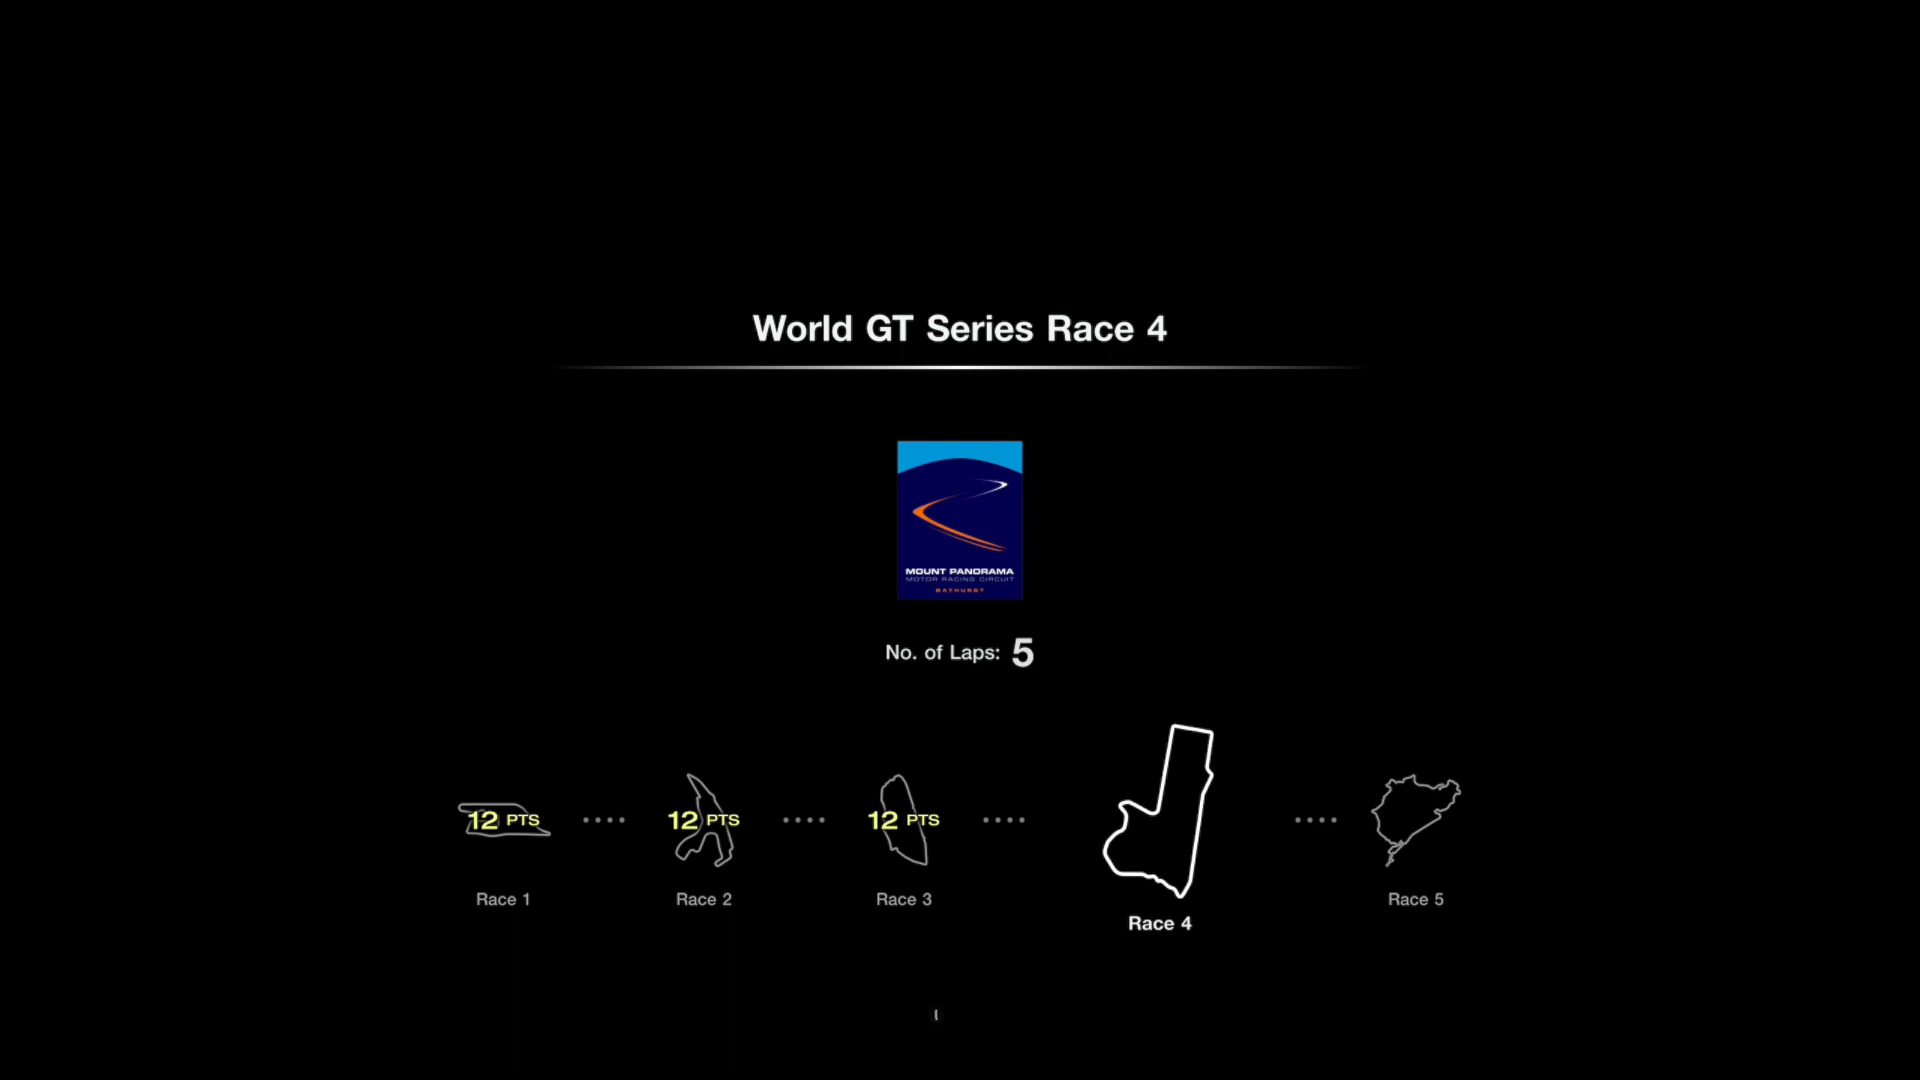 World GT Series Race 4
MOUNT PANORAMA
MOTOR RACING CIRCUIT
BATHURST
No. of Laps: 5
12 PTS
12 PTS
12 PTS
Race 1
Race 2
Race 3
Race 4
Race 5